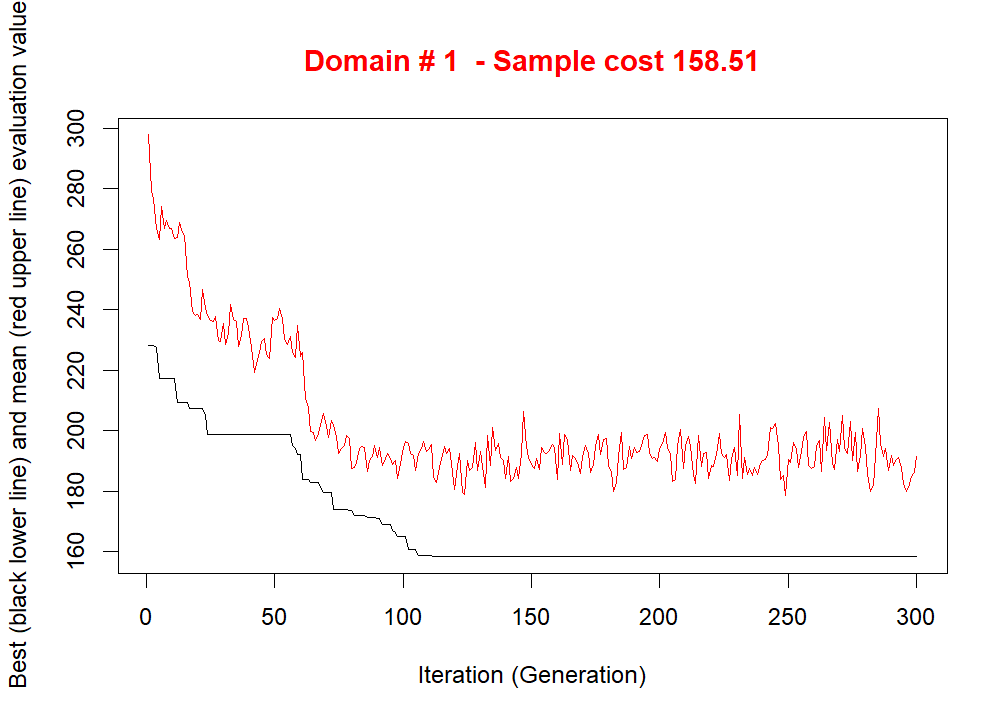 Domain # 1  - Sample cost 158.51
Best (black lower line) and mean (red upper line) evaluation value
300
280
260
240
220
200
180
160
0 50 100 150 200 250 300
Iteration (Generation)